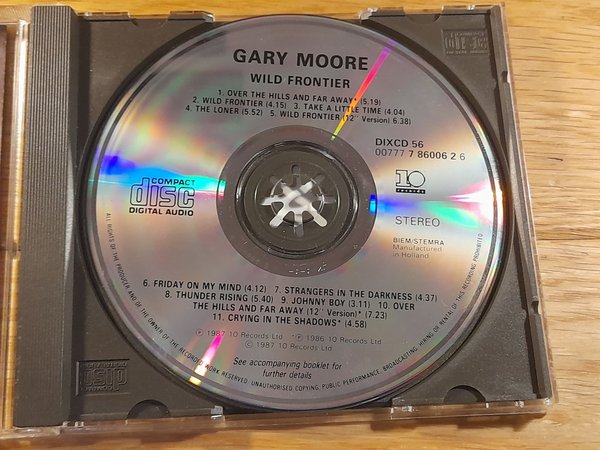 GARY MOORE
WILD FRONTIER
1. OVER THE HILLS AND FAR AWAY* (5.19)
2. WILD FRONTIER (4.15) 3. TAKE A LITTLE TIME (4.04)
4. THE LONER (5.52) 5. WILD FRONTIER (12" Version) 6.38)
DIXCD 56
00777 7 86006 2 6
COMPACT
disc
DIGITAL AUDIO
10
records
STEREO
BIEM/STEMRA
Manufactured
in Holland
6. FRIDAY ON MY MIND (4.12) 7. STRANGERS IN THE DARKNESS (4.37)
8. THUNDER RISING (5.40) 9. JOHNNY BOY (3.11) 10. OVER
THE HILLS AND FAR AWAY (12" Version)* (7.23)
11. CRYING IN THE SHADOWS* (4.58)
℗ 1987 10 Records Ltd *℗ 1986 10 Records Ltd
© 1987 10 Records Ltd
See accompanying booklet for
further details
ALL RIGHTS OF THE PRODUCER AND OF THE OWNER OF THE RECORDED WORK RESERVED. UNAUTHORISED COPYING, PUBLIC PERFORMANCE, BROADCASTING, HIRING OR RENTAL OF THIS RECORD PROHIBITED
disc